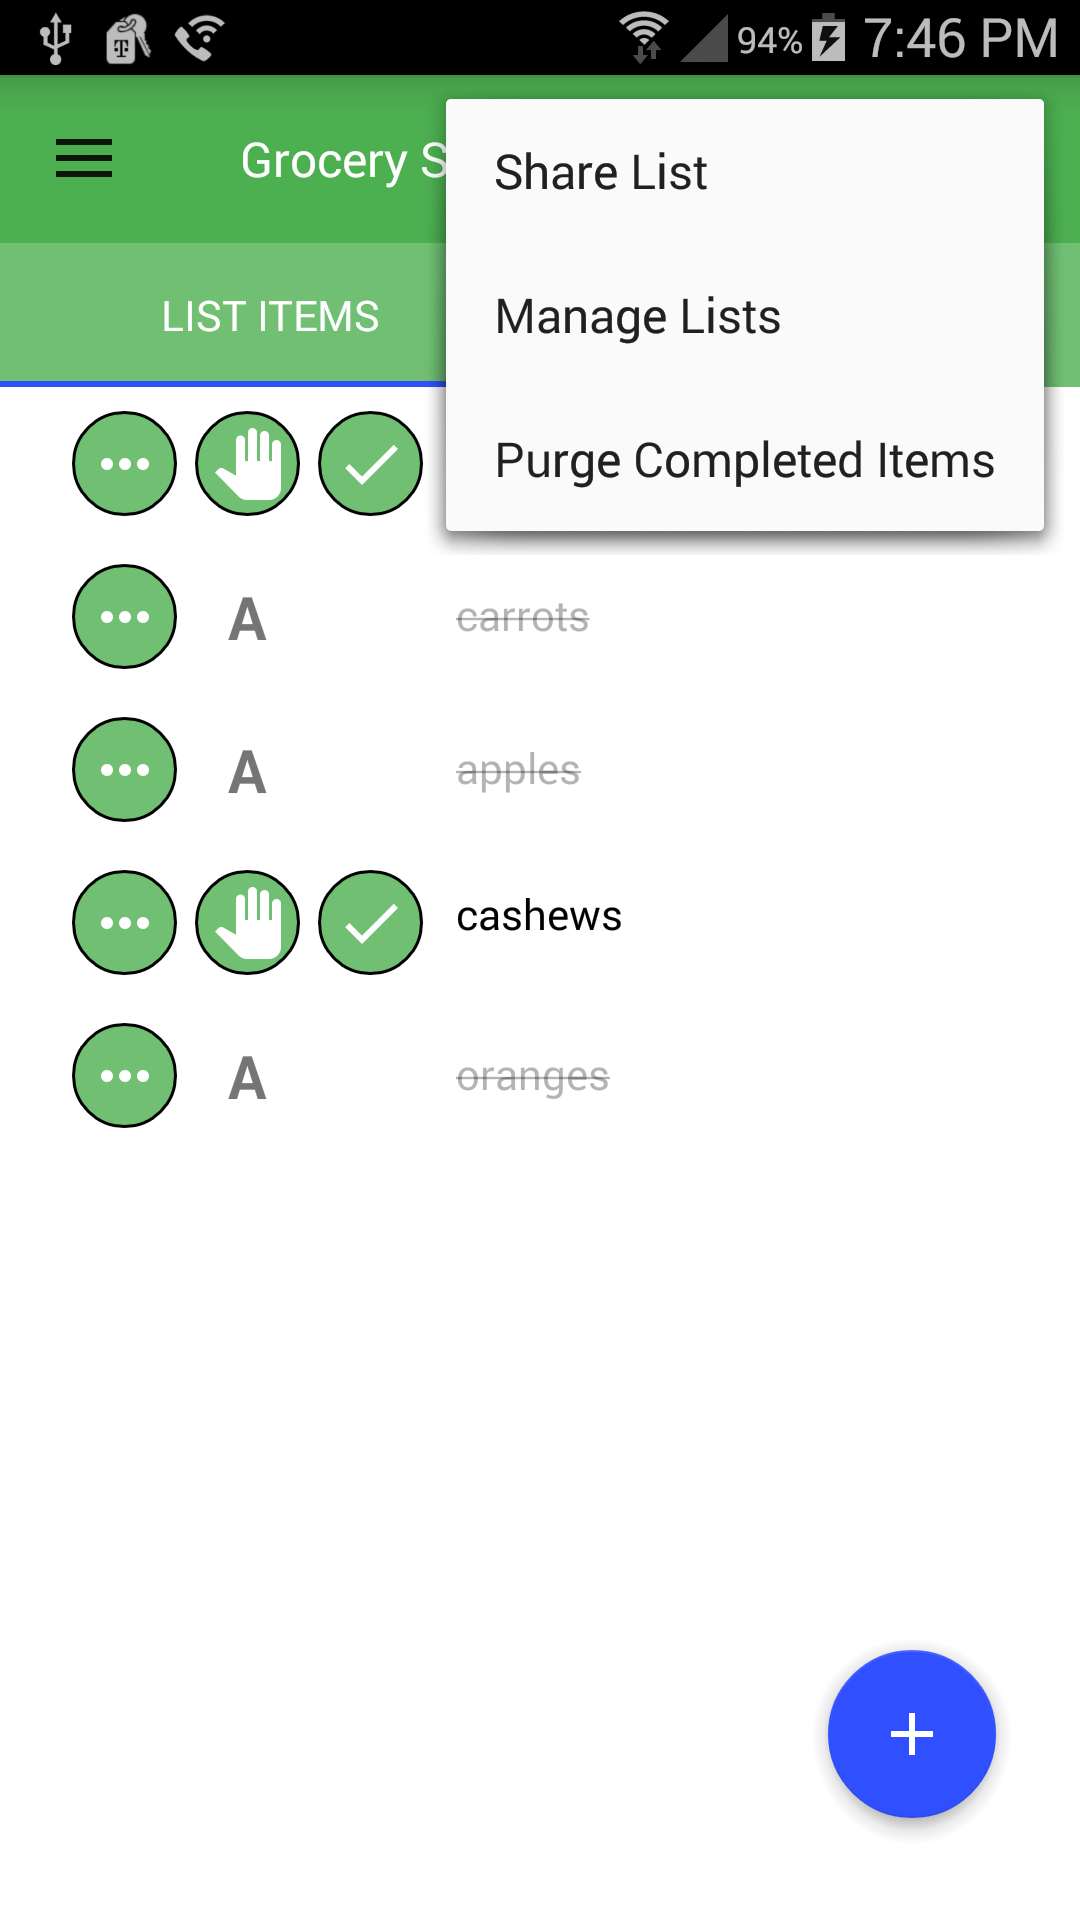 94% 7:46 PM
Grocery S
Share List
Manage Lists
Purge Completed Items
LIST ITEMS
A carrots
A apples
cashews
A oranges